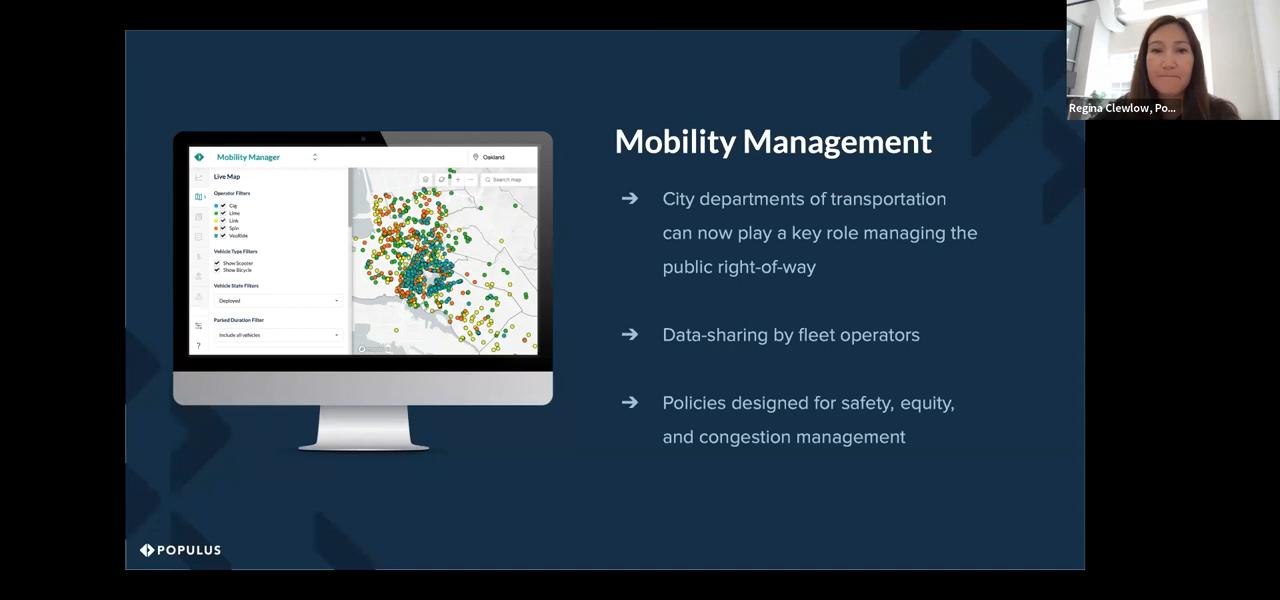 Regina Clewlow, Po...
Mobility Management
City departments of transportation
can now play a key role managing the
public right-of-way
Data-sharing by fleet operators
Policies designed for safety, equity,
and congestion management
Mobility Manager
Oakland
Live Map
Search map
Operator Filters
Gig
Lime
Link
Spin
VeoRide
Vehicle Type Filters
Show Scooter
Show Bicycle
Vehicle State Filters
Deployed
Parked Duration Filter
Include all vehicles
?
POPULUS